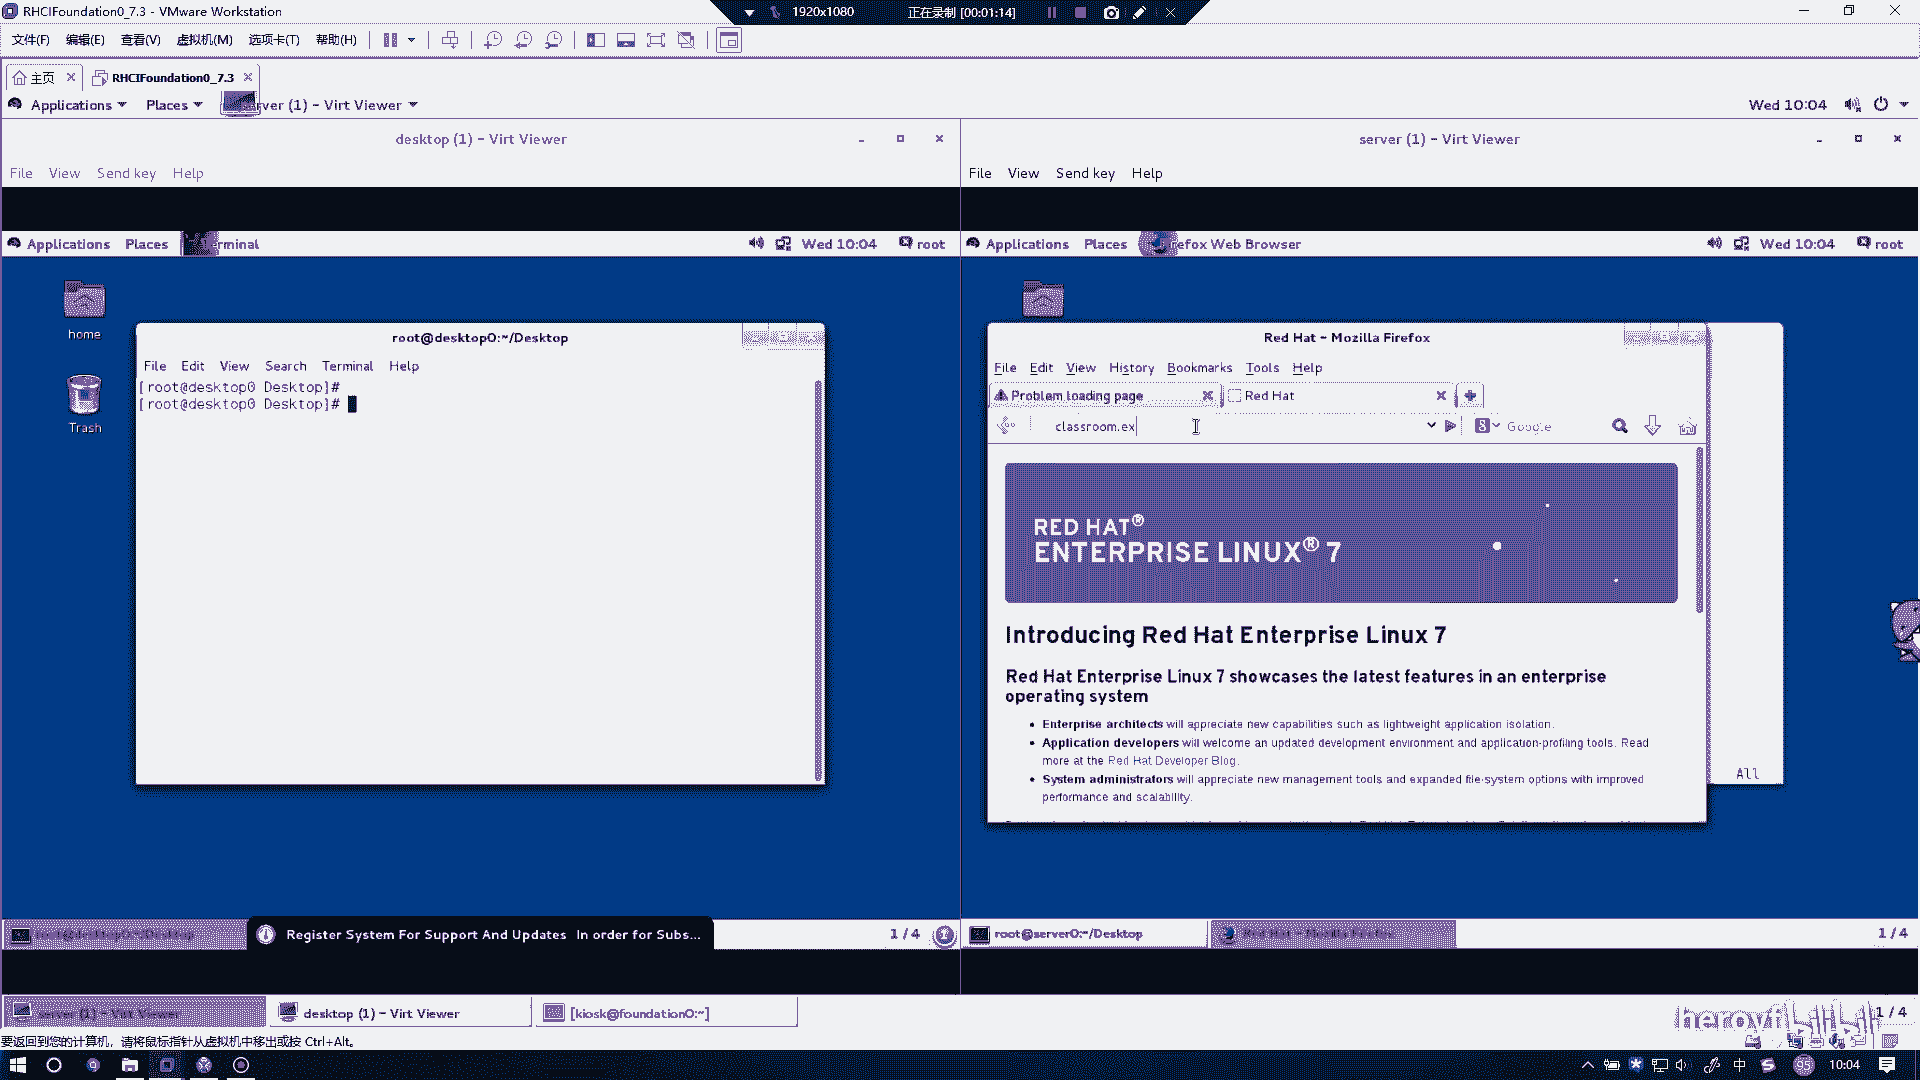 RHCIFoundation0_7.3 - VMware Workstation
1920x1080
正在录制 [00:01:14]
文件(F) 编辑(E) 查看(V) 虚拟机(M) 选项卡(T) 帮助(H)
主页
RHCIFoundation0_7.3
Applications Places (1) - Virt Viewer
Wed 10:04
desktop (1) - Virt Viewer
File View Send key Help
Applications Places
Wed 10:04 root
home
Trash
root@desktop0:~/Desktop
File Edit View Search Terminal Help
[root@desktop0 Desktop]#
[root@desktop0 Desktop]#
Register System For Support And Updates In order for Subs...
1 / 4
server (1) - Virt Viewer
File View Send key Help
Applications Places Web Browser
Wed 10:04 root
Red Hat - Mozilla Firefox
File Edit View History Bookmarks Tools Help
Problem loading page
Red Hat
classroom.ex
Google
RED HAT®
ENTERPRISE LINUX® 7
Introducing Red Hat Enterprise Linux 7
Red Hat Enterprise Linux 7 showcases the latest features in an enterprise
operating system
• Enterprise architects will appreciate new capabilities such as lightweight application isolation.
• Application developers will welcome an updated development environment and application-profiling tools. Read
more at the Red Hat Developer Blog.
• System administrators will appreciate new management tools and expanded file-system options with improved
performance and scalability.
All
root@server0:~/Desktop
Red Hat - Mozilla Firefox
1 / 4
server (1) - Virt Viewer
desktop (1) - Virt Viewer
[kiosk@foundation0:~]
1 / 4
要返回到您的计算机，请将鼠标指针从虚拟机中移出或按 Ctrl+Alt。
中
95
10:04